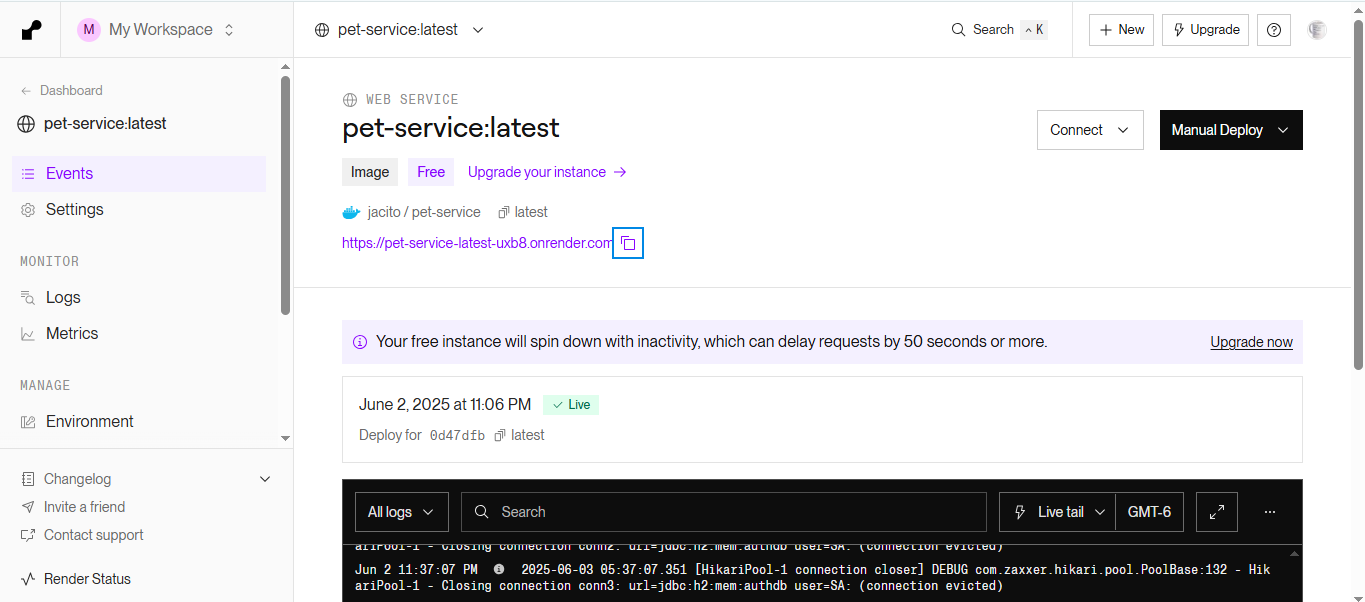 M My Workspace
pet-service:latest
Search ^ K
+ New
Upgrade
← Dashboard
pet-service:latest
Events
Settings
MONITOR
Logs
Metrics
MANAGE
Environment
Changelog
Invite a friend
Contact support
Render Status
WEB SERVICE
pet-service:latest
Connect
Manual Deploy
Image Free Upgrade your instance →
jacito / pet-service latest
https://pet-service-latest-uxb8.onrender.com
Your free instance will spin down with inactivity, which can delay requests by 50 seconds or more.
Upgrade now
June 2, 2025 at 11:06 PM ✓ Live
Deploy for 0d47dfb latest
All logs
Search
Live tail
GMT-6
ariPool-1 - Closing connection conn2: url=jdbc:h2:mem:authdb user=SA: (connection evicted)
Jun 2 11:37:07 PM 2025-06-03 05:37:07.351 [HikariPool-1 connection closer] DEBUG com.zaxxer.hikari.pool.PoolBase:132 - Hik
ariPool-1 - Closing connection conn3: url=jdbc:h2:mem:authdb user=SA: (connection evicted)